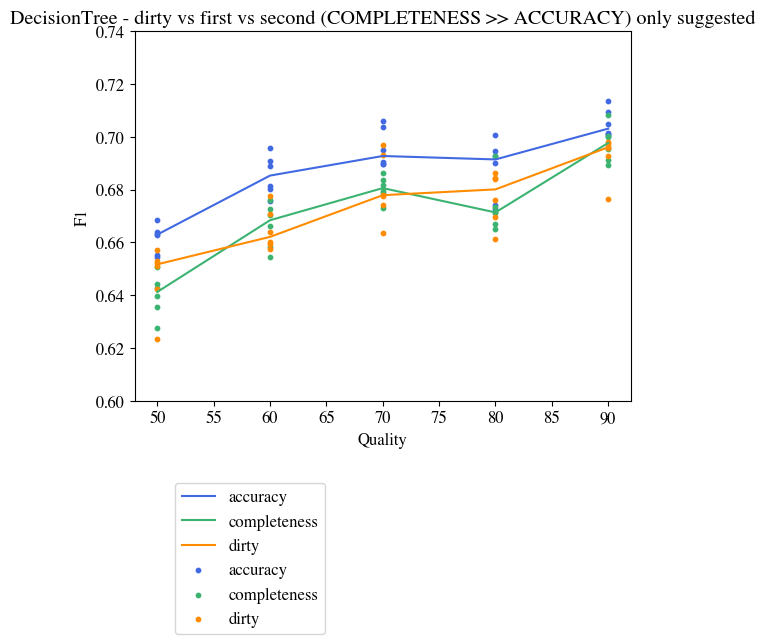 DecisionTree - dirty vs first vs second (COMPLETENESS >> ACCURACY) only suggested
0.74
0.72
0.70
0.68
0.66
0.64
0.62
0.60
F1
50 55 60 65 70 75 80 85 90
Quality
accuracy
completeness
dirty
accuracy
completeness
dirty